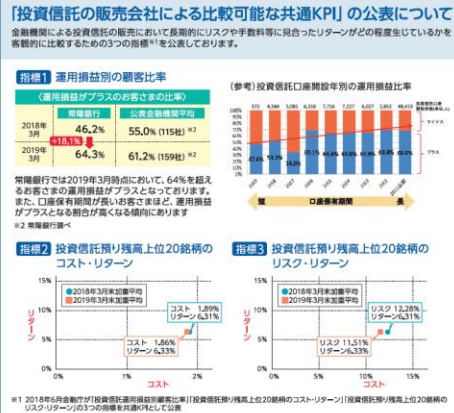 「投資信託の販売会社による比較可能な共通KPI」の公表について
金融機関による投資信託の販売において長期的にリスクや手数料等に見合ったリターンがどの程度生じているかを
客観的に比較するための3つの指標※1を公表しております。
指標1 運用損益別の顧客比率
〈運用損益がプラスのお客さまの比率〉
常陽銀行 公表金融機関平均
2018年3月 46.2% 55.0%(115社)※2
+18.1%
2019年3月 64.3% 61.2%(159社)※2
常陽銀行では2019年3月時点において、64%を超え
るお客さまの運用損益がプラスとなっております。
また、口座保有期間が長いお客さまほど、運用損益
がプラスとなる割合が高くなる傾向にあります
※2 常陽銀行調べ
(参考)投資信託口座開設年別の運用損益比率
100%
90%
80%
70%
60%
50%
40%
30%
20%
10%
0%
マイナス
プラス
短 口座保有期間 長
指標2 投資信託預り残高上位20銘柄の
コスト・リターン
15%
10%
5%
0%
リターン
2018年3月末加重平均
2019年3月末加重平均
コスト 1.89%
リターン6.31%
コスト 1.86%
リターン6.33%
0% 1% 2%
コスト
指標3 投資信託預り残高上位20銘柄の
リスク・リターン
15%
10%
5%
0%
リターン
2018年3月末加重平均
2019年3月末加重平均
リスク 12.28%
リターン6.31%
リスク 11.51%
リターン6.33%
0% 5% 10% 15%
コスト
※1 2018年6月金融庁が「投資信託運用損益別顧客比率」「投資信託預り残高上位20銘柄のコスト・リターン」「投資信託預り残高上位20銘柄の
リスク・リターン」の3つの指標を共通KPIとして公表